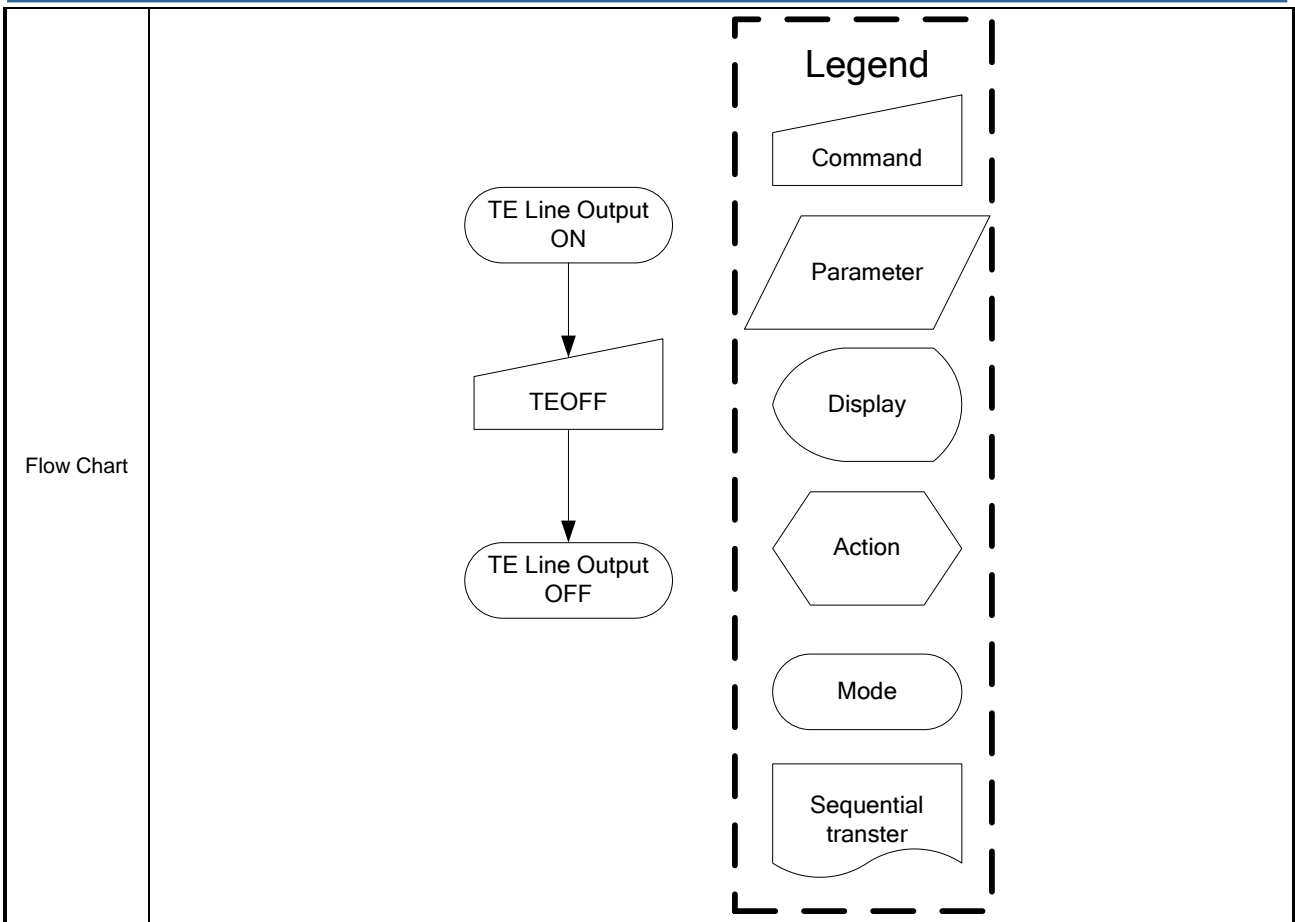 Flow Chart
TE Line Output
ON
TEOFF
TE Line Output
OFF
Legend
Command
Parameter
Display
Action
Mode
Sequential
transter